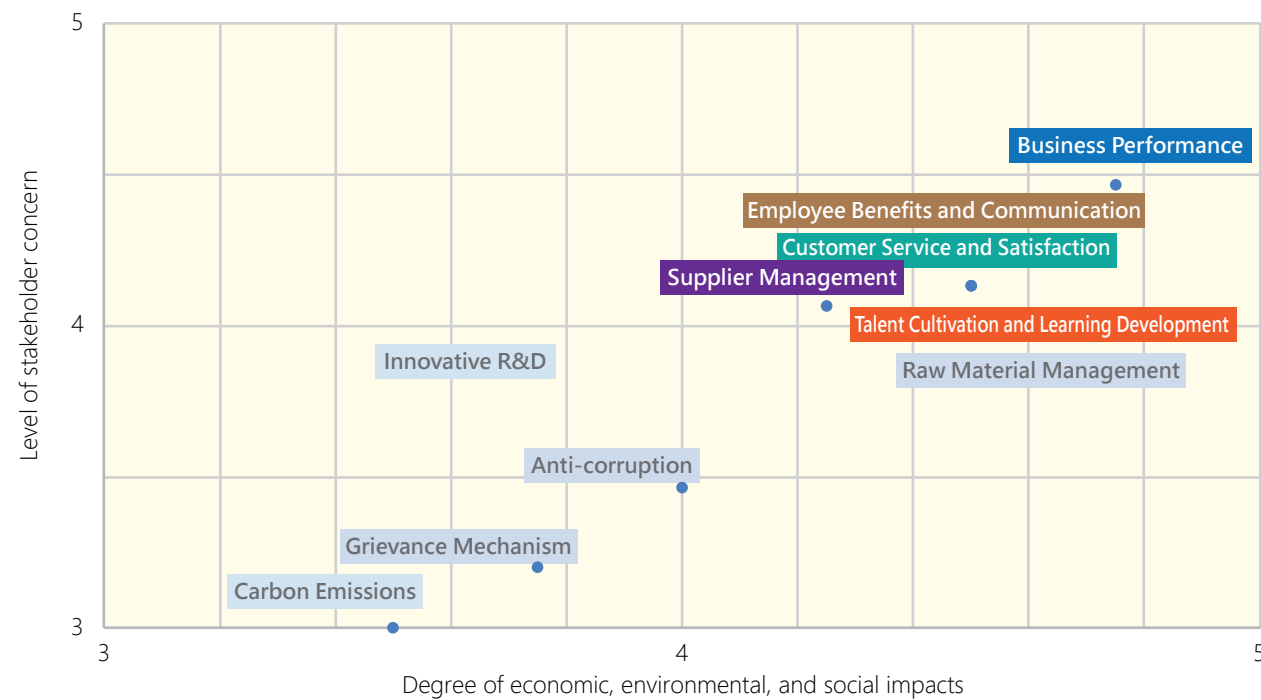 5
Business Performance
Employee Benefits and Communication
Customer Service and Satisfaction
Supplier Management
4
Talent Cultivation and Learning Development
Innovative R&D
Raw Material Management
Anti-corruption
Grievance Mechanism
Carbon Emissions
3
Level of stakeholder concern
3
4
5
Degree of economic, environmental, and social impacts